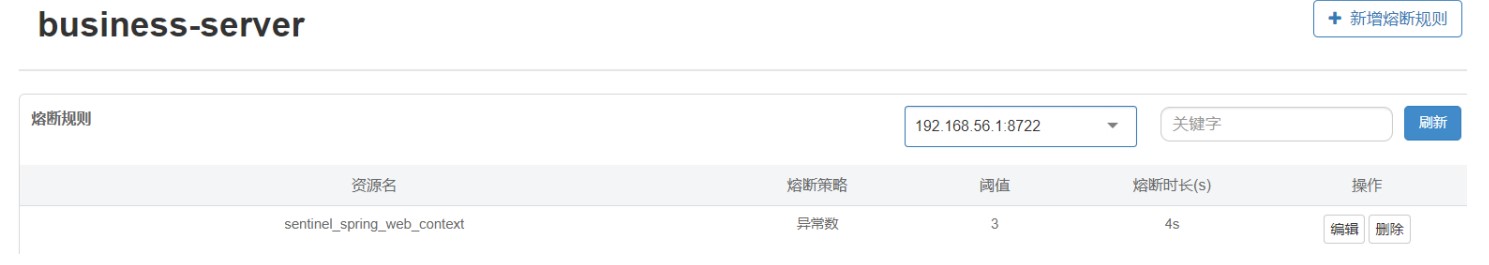 business-server
+ 新增熔断规则
熔断规则
192.168.56.1:8722
关键字
刷新
资源名 熔断策略 阈值 熔断时长(s) 操作
sentinel_spring_web_context 异常数 3 4s 编辑 删除